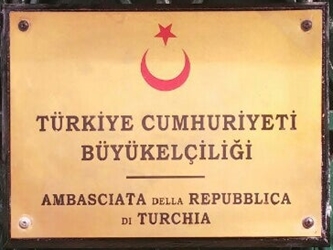 TÜRKİYE CUMHURİYETİ
BÜYÜKELÇİLİĞİ
AMBASCIATA DELLA REPUBBLICA
DI TURCHIA